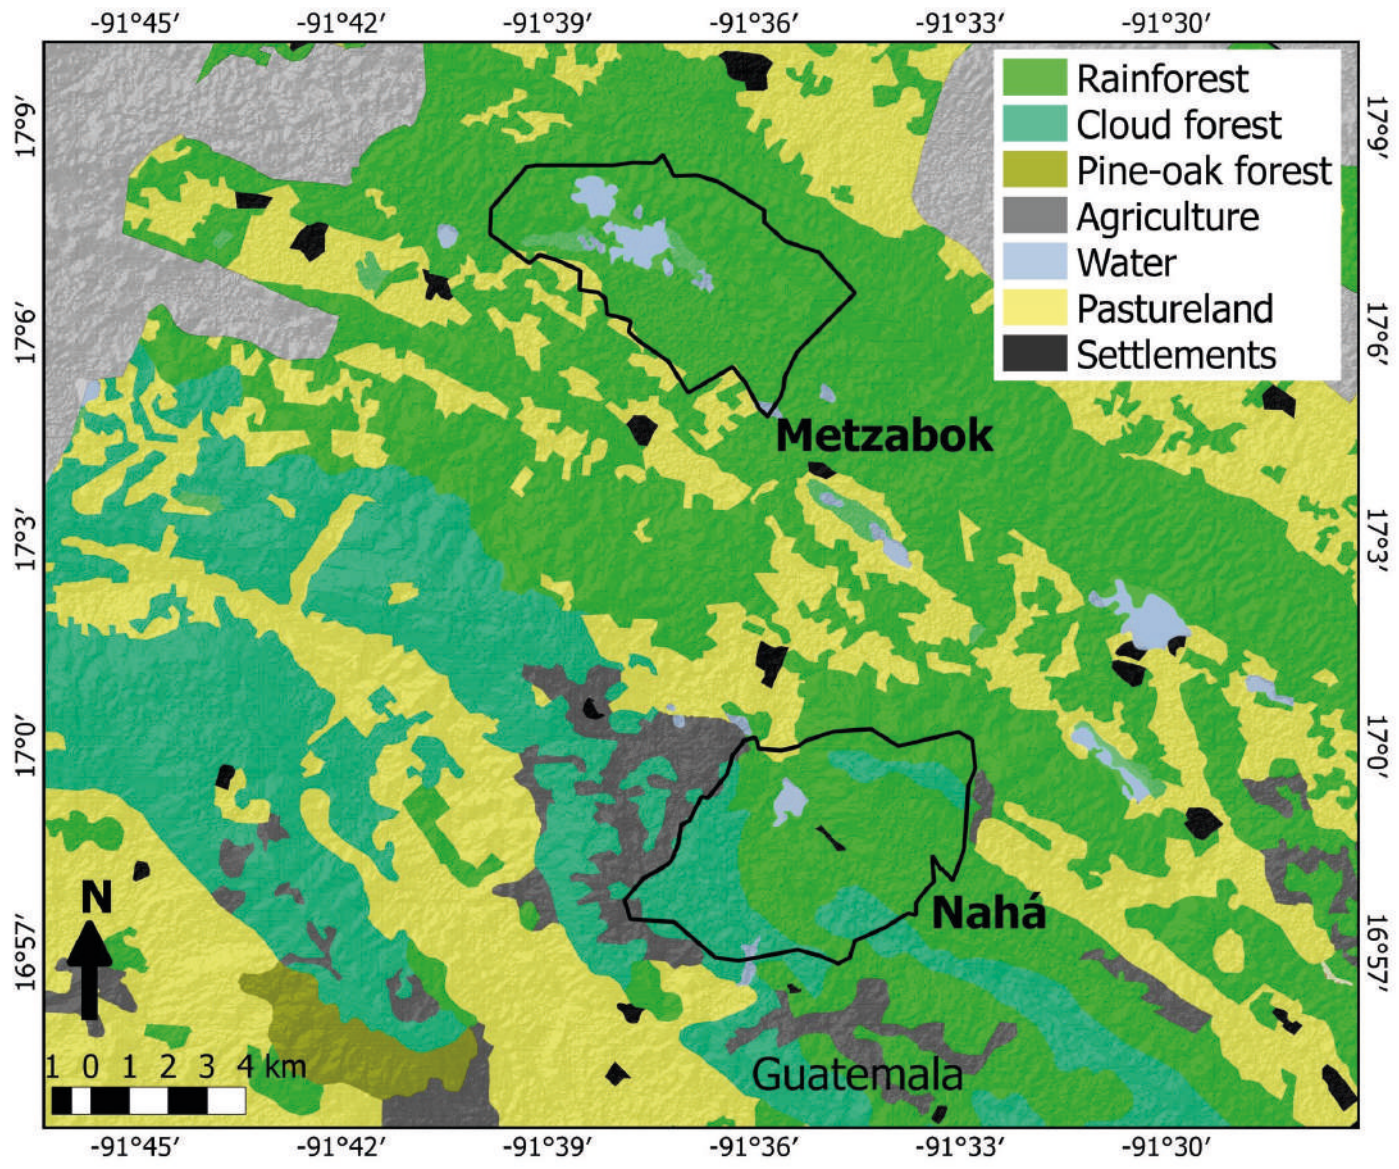 -91°45′ -91°42′ -91°39′ -91°36′ -91°33′ -91°30′
Rainforest
Cloud forest
Pine-oak forest
Agriculture
Water
Pastureland
Settlements
17°9′ 17°9′
17°6′ 17°6′
Metzabok
17°3′ 17°3′
17°0′ 17°0′
N
Nahá
16°57′ 16°57′
1 0 1 2 3 4 km
Guatemala
-91°45′ -91°42′ -91°39′ -91°36′ -91°33′ -91°30′